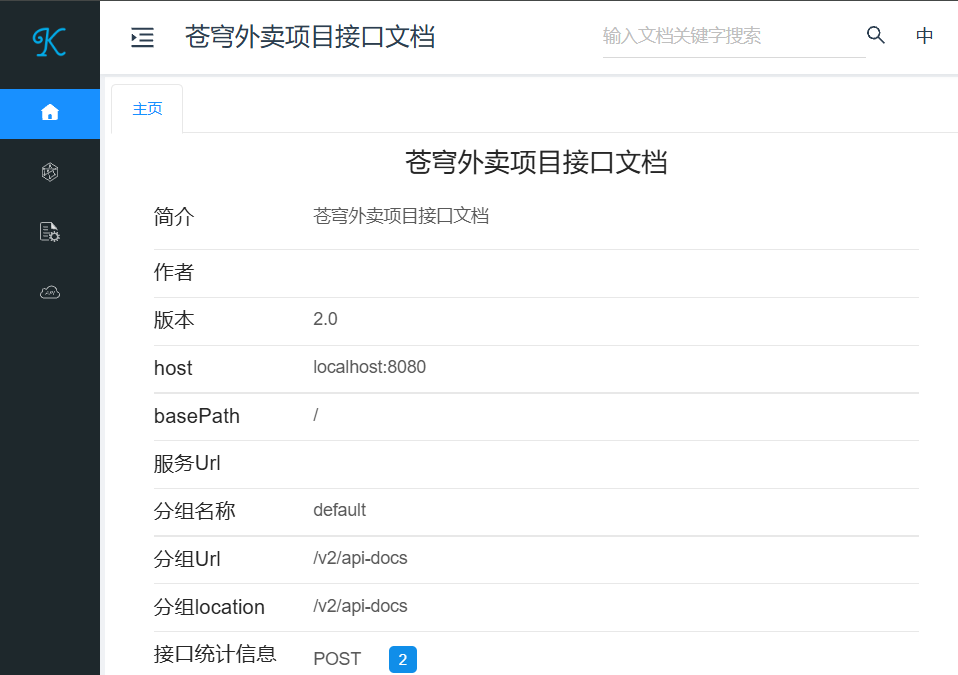 苍穹外卖项目接口文档
输入文档关键字搜索
中
主页
苍穹外卖项目接口文档
简介 苍穹外卖项目接口文档
作者
版本 2.0
host localhost:8080
basePath /
服务Url
分组名称 default
分组Url /v2/api-docs
分组location /v2/api-docs
接口统计信息 POST 2